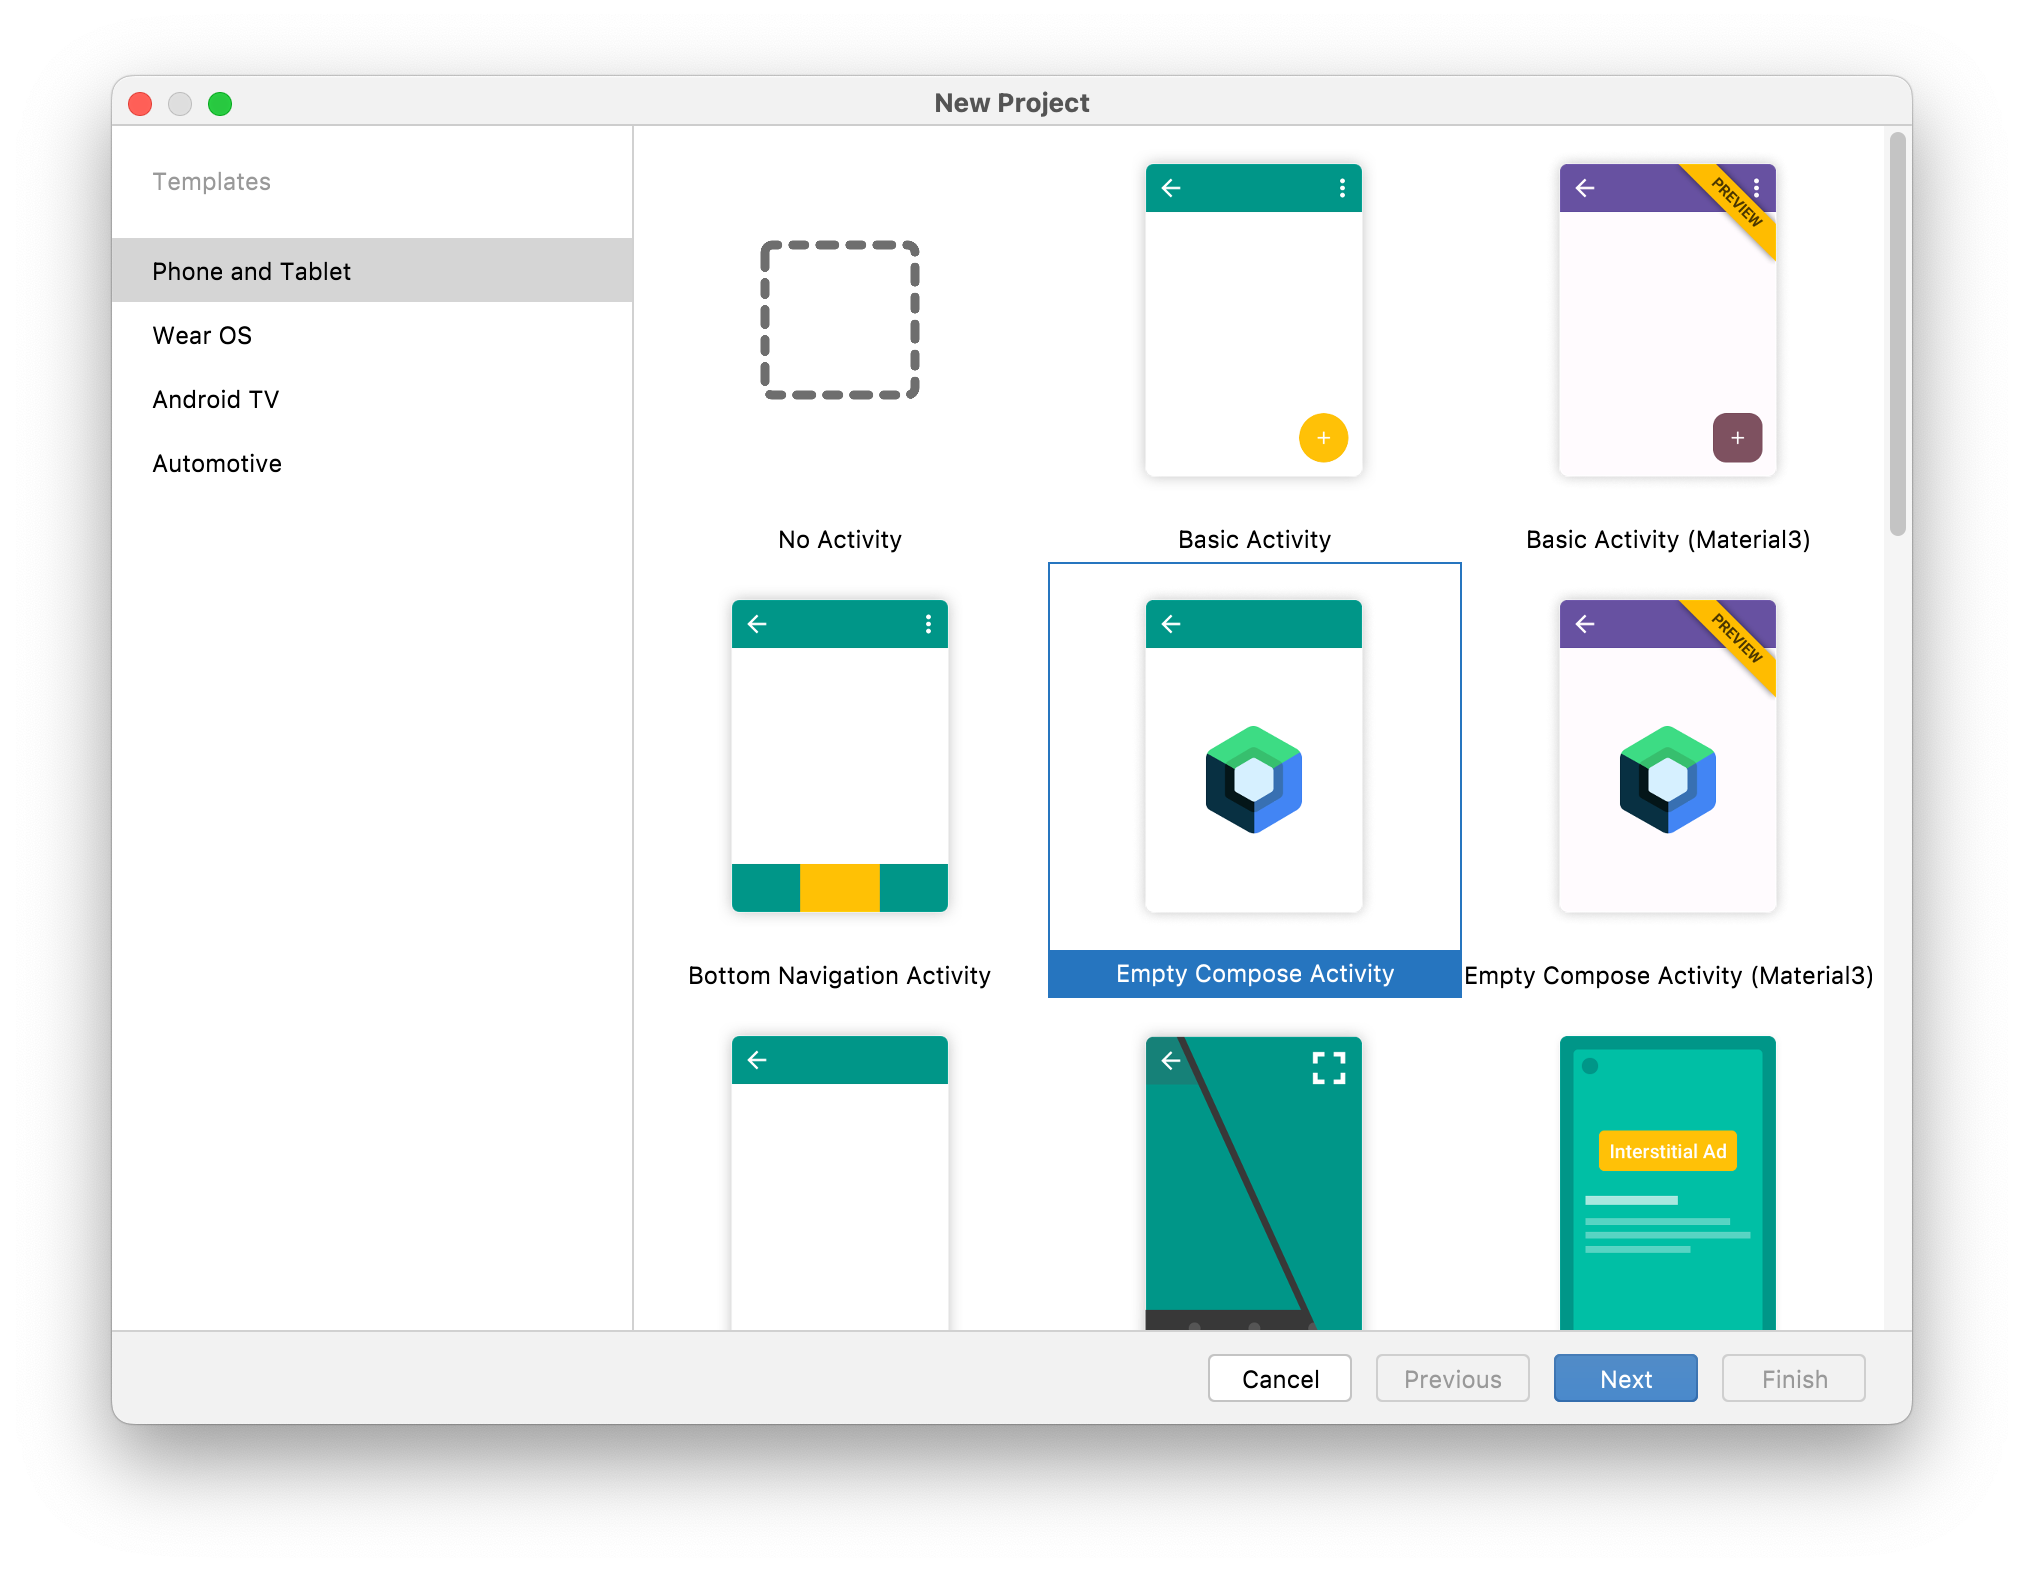 New Project
Templates
Phone and Tablet
Wear OS
Android TV
Automotive
PREVIEW
No Activity
Basic Activity
Basic Activity (Material3)
PREVIEW
Bottom Navigation Activity
Empty Compose Activity
Empty Compose Activity (Material3)
Interstitial Ad
Cancel
Previous
Next
Finish